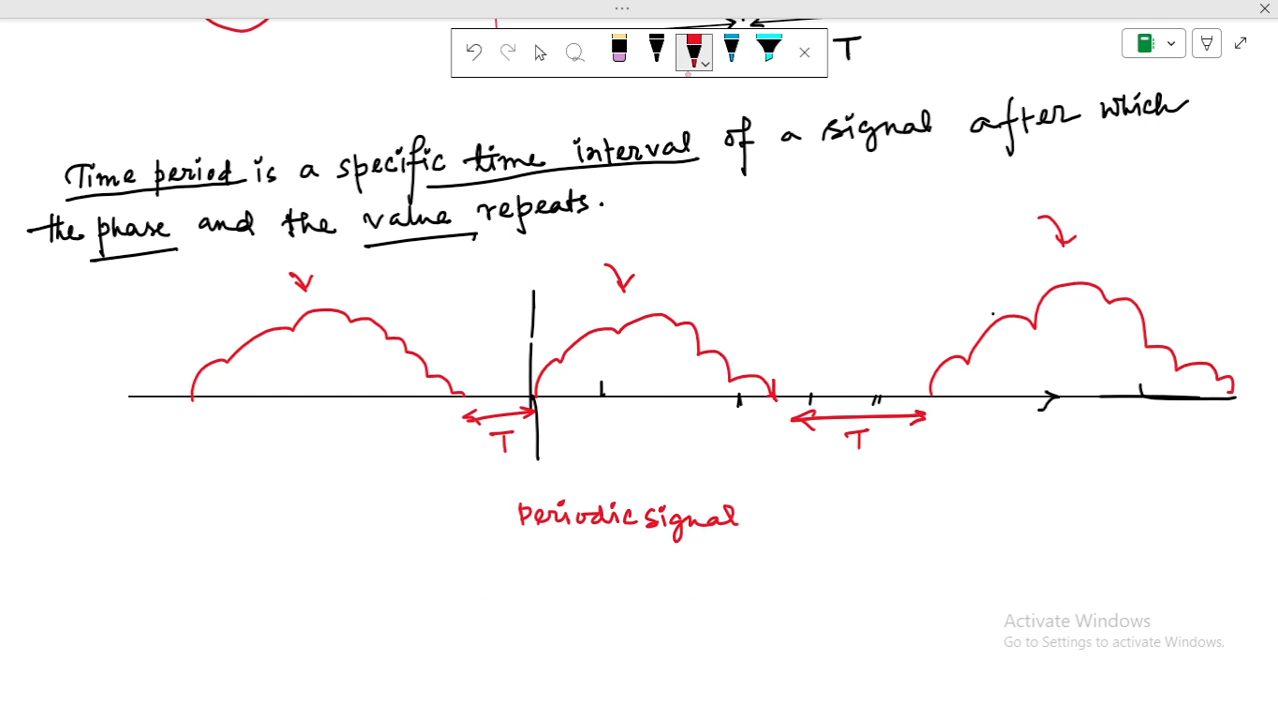 T
Time period is a specific time interval of a signal after which
the phase and the value repeats.
T
T
Periodic signal
Activate Windows
Go to Settings to activate Windows.